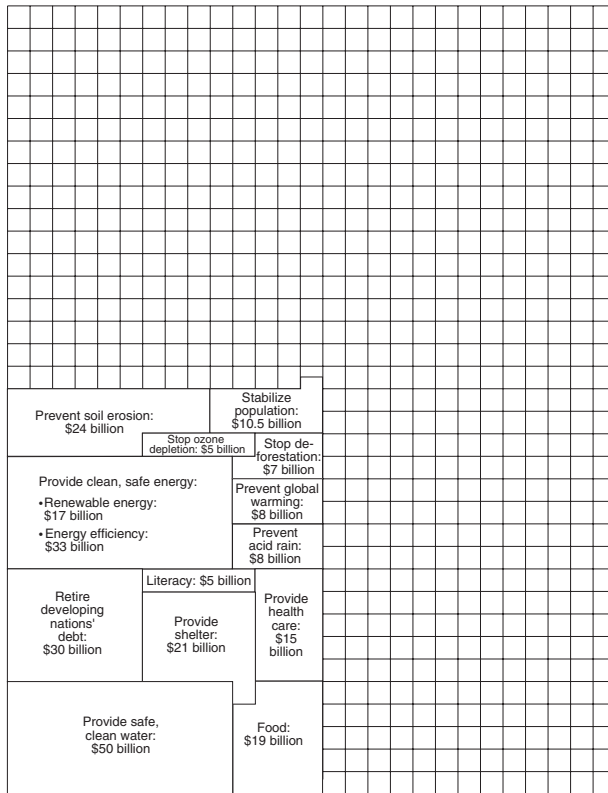 Prevent soil erosion:
$24 billion
Stabilize
population:
$10.5 billion
Stop ozone
depletion: $5 billion
Stop de-
forestation:
$7 billion
Provide clean, safe energy:
•Renewable energy:
$17 billion
•Energy efficiency:
$33 billion
Prevent global
warming:
$8 billion
Prevent
acid rain:
$8 billion
Retire
developing
nations'
debt:
$30 billion
Literacy: $5 billion
Provide
shelter:
$21 billion
Provide
health
care:
$15
billion
Provide safe,
clean water:
$50 billion
Food:
$19 billion